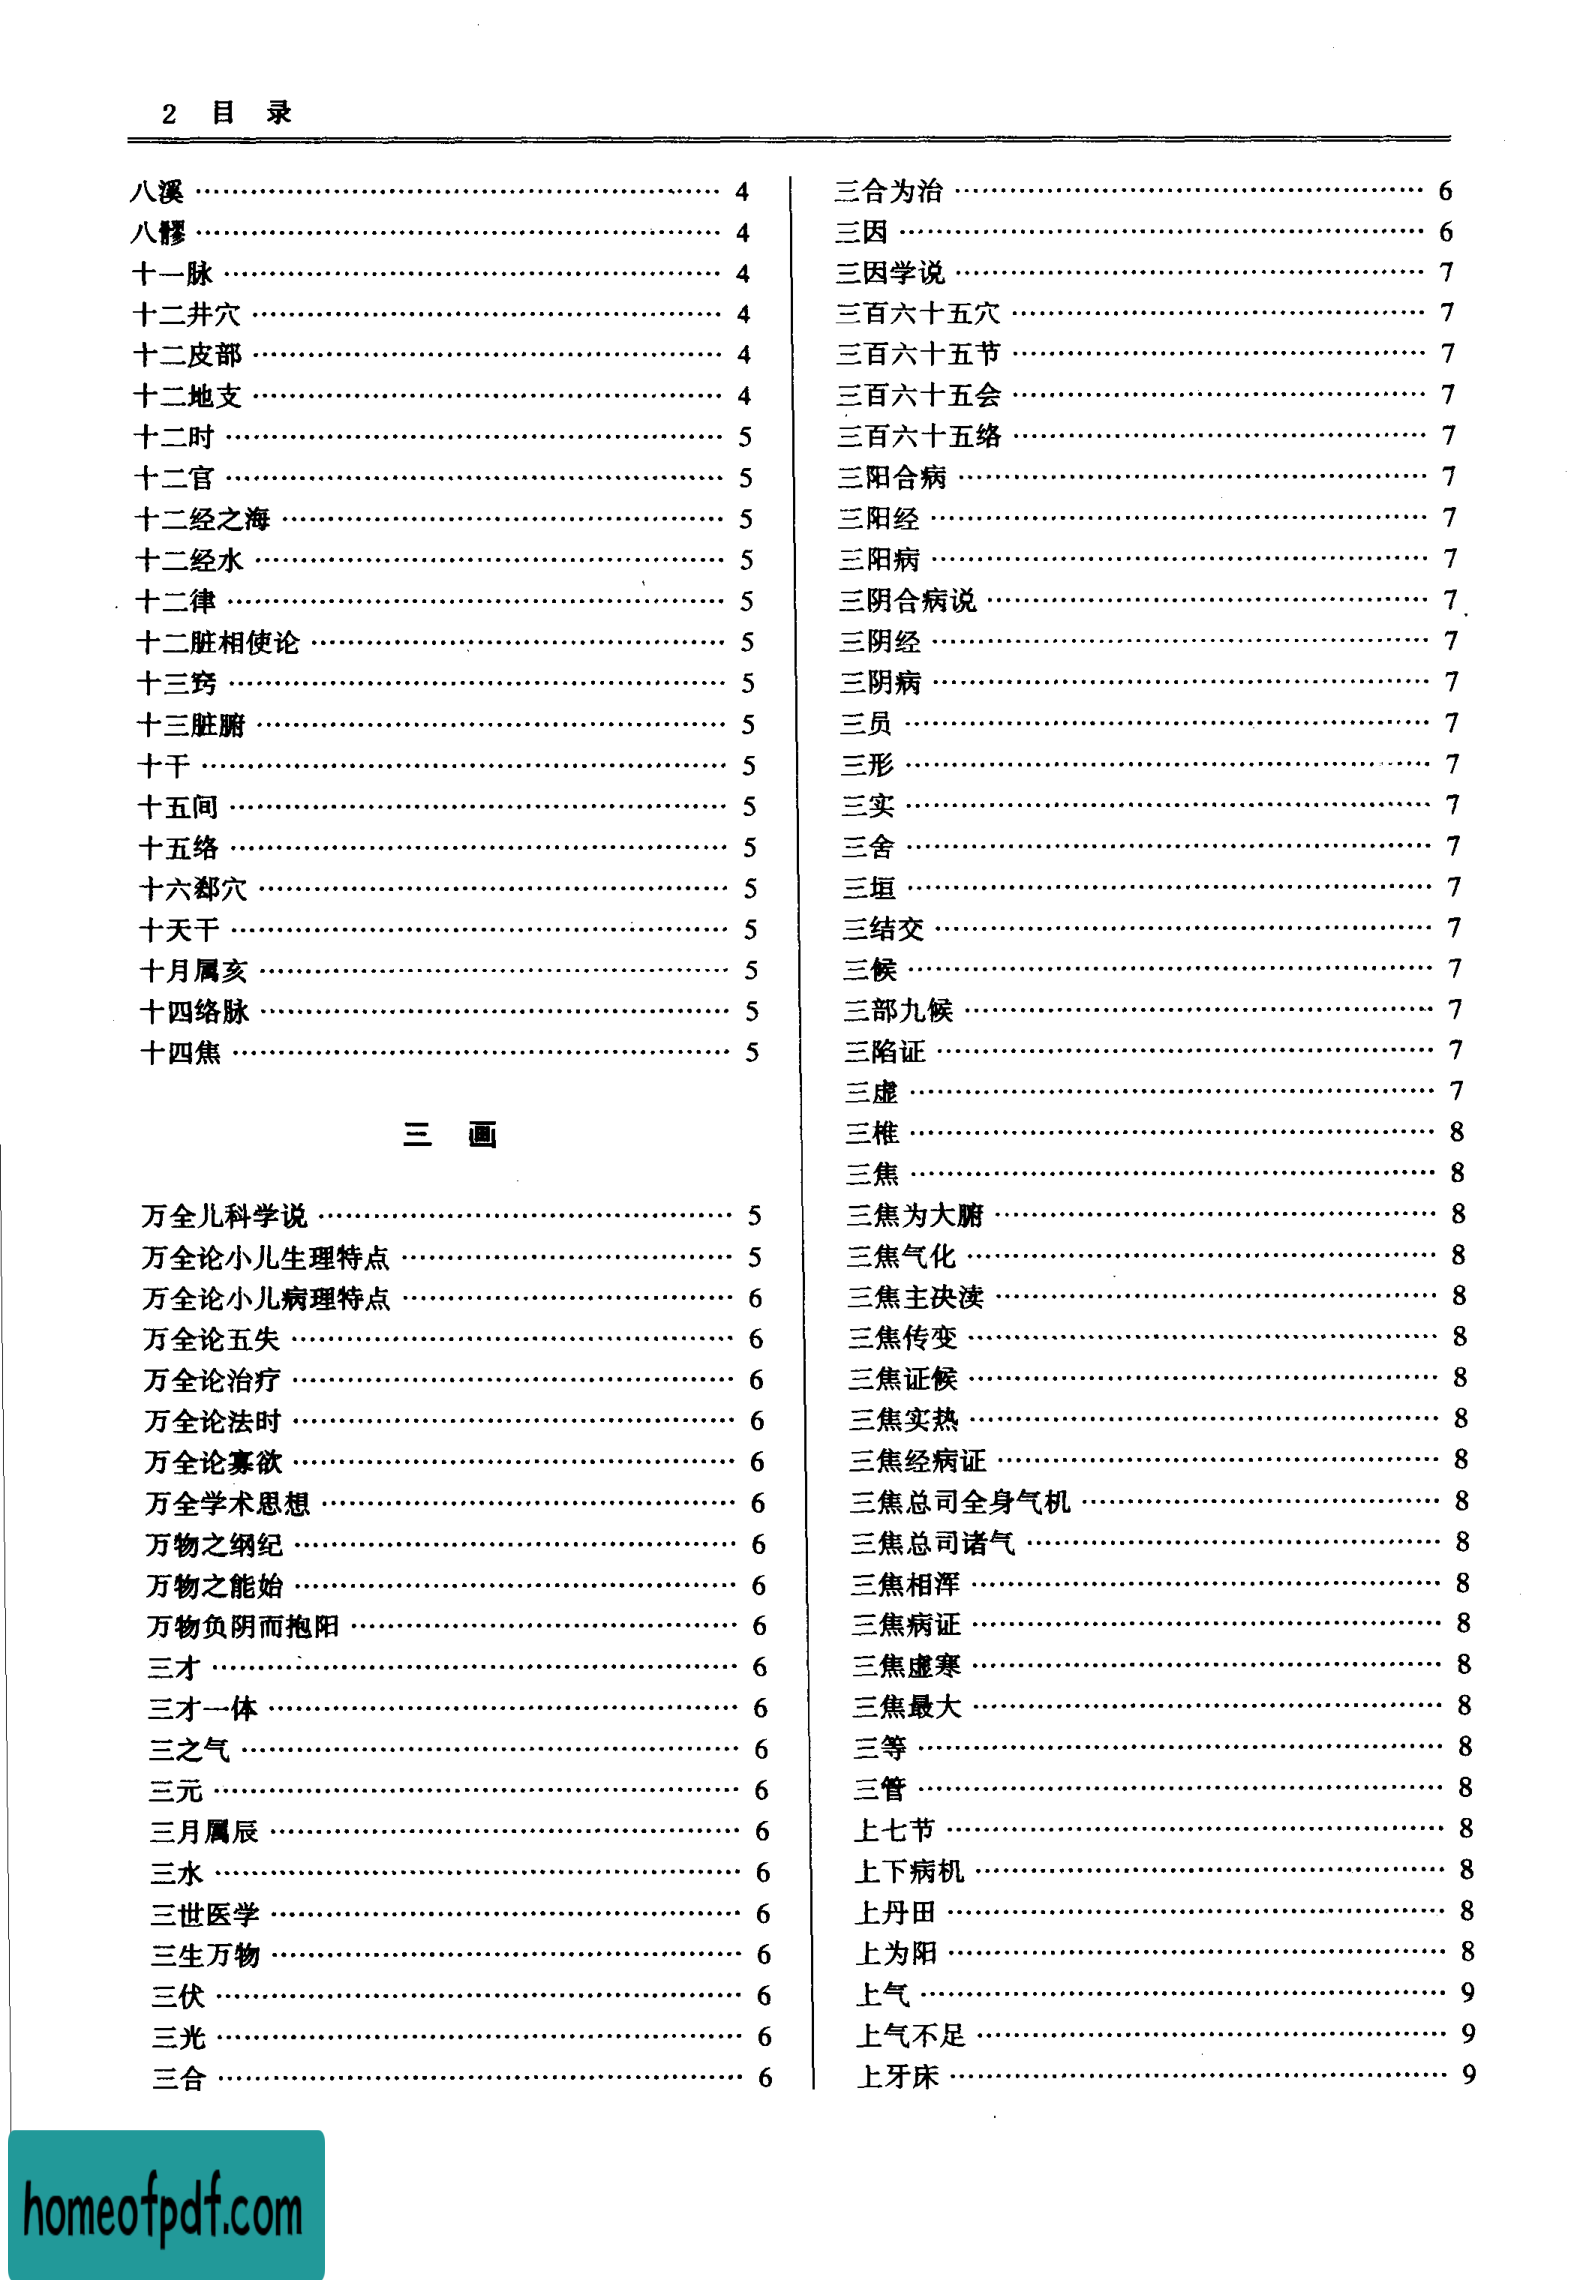 2 目 录
八溪 …… 4
八髎 …… 4
十一脉 …… 4
十二井穴 …… 4
十二皮部 …… 4
十二地支 …… 4
十二时 …… 5
十二官 …… 5
十二经之海 …… 5
十二经水 …… 5
十二律 …… 5
十二脏相使论 …… 5
十三窍 …… 5
十三脏腑 …… 5
十干 …… 5
十五间 …… 5
十五络 …… 5
十六郄穴 …… 5
十天干 …… 5
十月属亥 …… 5
十四络脉 …… 5
十四焦 …… 5
三 画
万全儿科学说 …… 5
万全论小儿生理特点 …… 5
万全论小儿病理特点 …… 6
万全论五失 …… 6
万全论治疗 …… 6
万全论法时 …… 6
万全论寡欲 …… 6
万全学术思想 …… 6
万物之纲纪 …… 6
万物之能始 …… 6
万物负阴而抱阳 …… 6
三才 …… 6
三才一体 …… 6
三之气 …… 6
三元 …… 6
三月属辰 …… 6
三水 …… 6
三世医学 …… 6
三生万物 …… 6
三伏 …… 6
三光 …… 6
三合 …… 6
三合为治 …… 6
三因 …… 6
三因学说 …… 7
三百六十五穴 …… 7
三百六十五节 …… 7
三百六十五会 …… 7
三百六十五络 …… 7
三阳合病 …… 7
三阳经 …… 7
三阳病 …… 7
三阴合病说 …… 7
三阴经 …… 7
三阴病 …… 7
三员 …… 7
三形 …… 7
三实 …… 7
三舍 …… 7
三垣 …… 7
三结交 …… 7
三候 …… 7
三部九候 …… 7
三陷证 …… 7
三虚 …… 7
三椎 …… 8
三焦 …… 8
三焦为大腑 …… 8
三焦气化 …… 8
三焦主决渎 …… 8
三焦传变 …… 8
三焦证候 …… 8
三焦实热 …… 8
三焦经病证 …… 8
三焦总司全身气机 …… 8
三焦总司诸气 …… 8
三焦相浑 …… 8
三焦病证 …… 8
三焦虚寒 …… 8
三焦最大 …… 8
三等 …… 8
三管 …… 8
上七节 …… 8
上下病机 …… 8
上丹田 …… 8
上为阳 …… 8
上气 …… 9
上气不足 …… 9
上牙床 …… 9
homeofpdf.com